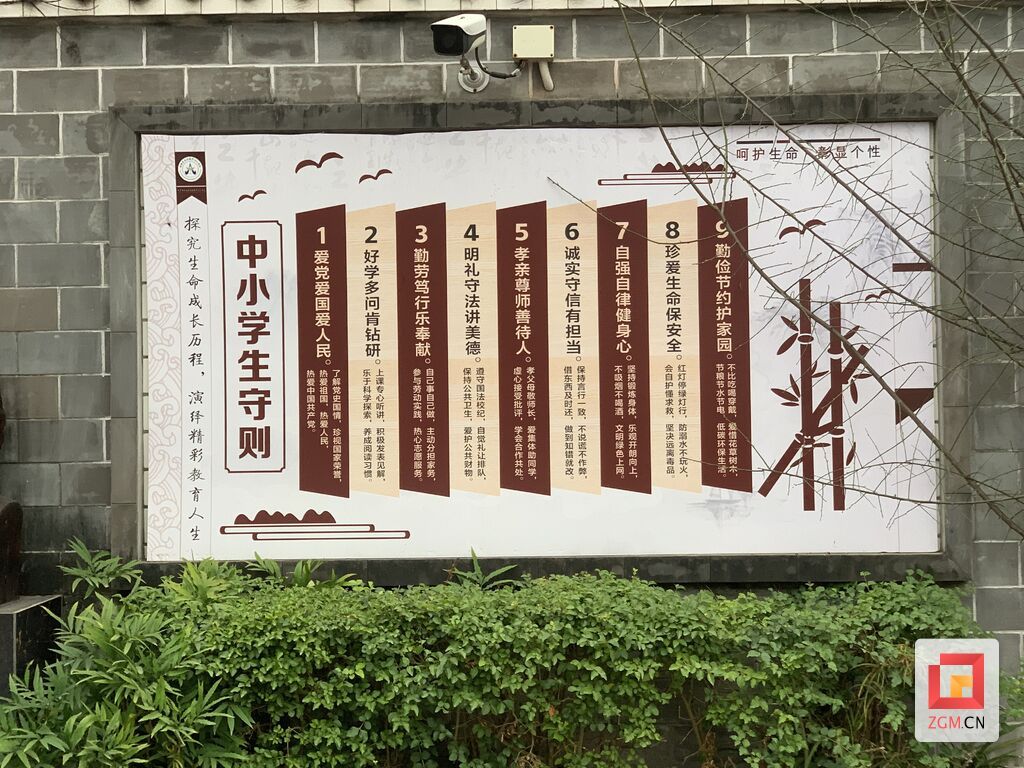 探究生命成长历程，演绎精彩教育人生
中小学生守则
呵护生命 彰显个性
1
爱党爱国爱人民。
了解党史国情，珍视国家荣誉，
热爱祖国，热爱人民，
热爱中国共产党。
2
好学多问肯钻研。
上课专心听讲，积极发表见解，
乐于科学探索，养成阅读习惯。
3
勤劳笃行乐奉献。
自己事自己做，主动分担家务，
参与劳动实践，热心志愿服务。
4
明礼守法讲美德。
遵守国法校纪，自觉礼让排队，
保持公共卫生，爱护公共财物。
5
孝亲尊师善待人。
孝父母敬师长，爱集体助同学，
虚心接受批评，学会合作共处。
6
诚实守信有担当。
保持言行一致，不说谎不作弊，
借东西及时还，做到知错就改。
7
自强自律健身心。
坚持锻炼身体，乐观开朗向上，
不吸烟不喝酒，文明绿色上网。
8
珍爱生命保安全。
红灯停绿灯行，防溺水不玩火，
会自护懂求救，坚决远离毒品。
9
勤俭节约护家园。
不比吃喝穿戴，爱惜花草树木，
节粮节水节电，低碳环保生活。
ZGM.CN